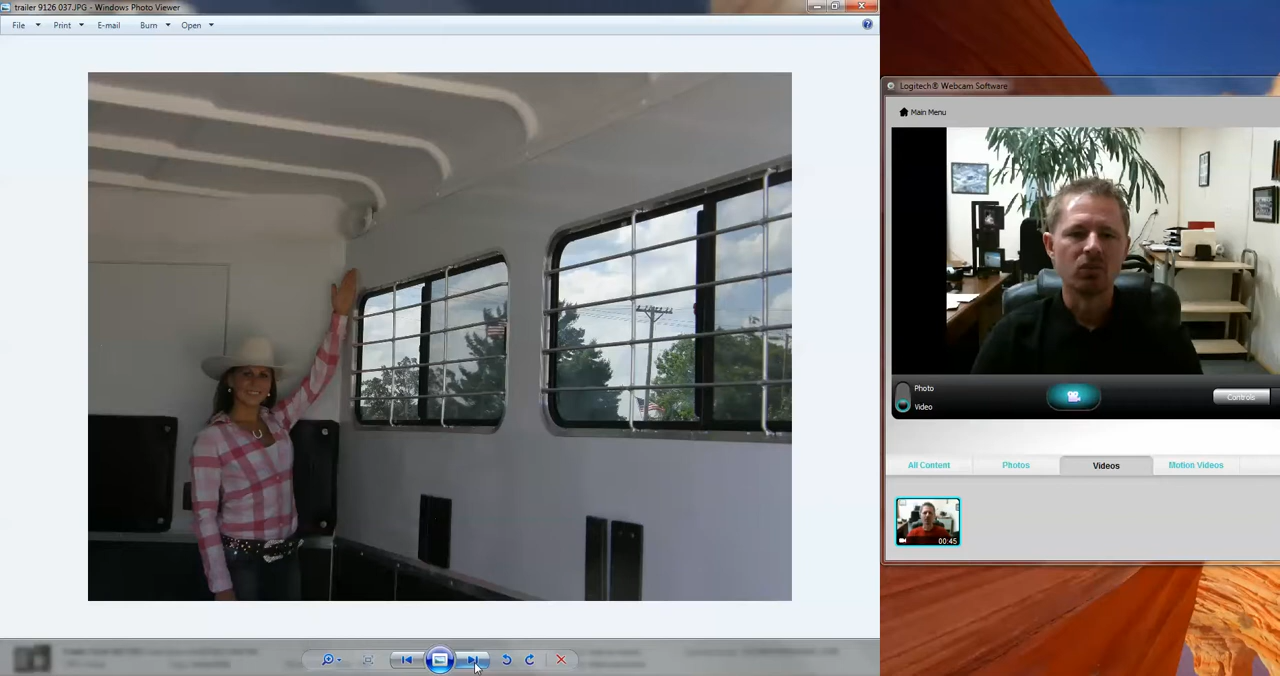 trailer 9126 037.JPG - Windows Photo Viewer
File Print E-mail Burn Open
Logitech® Webcam Software
Main Menu
Photo
Video
Controls
All Content Photos Videos Motion Videos
00:45